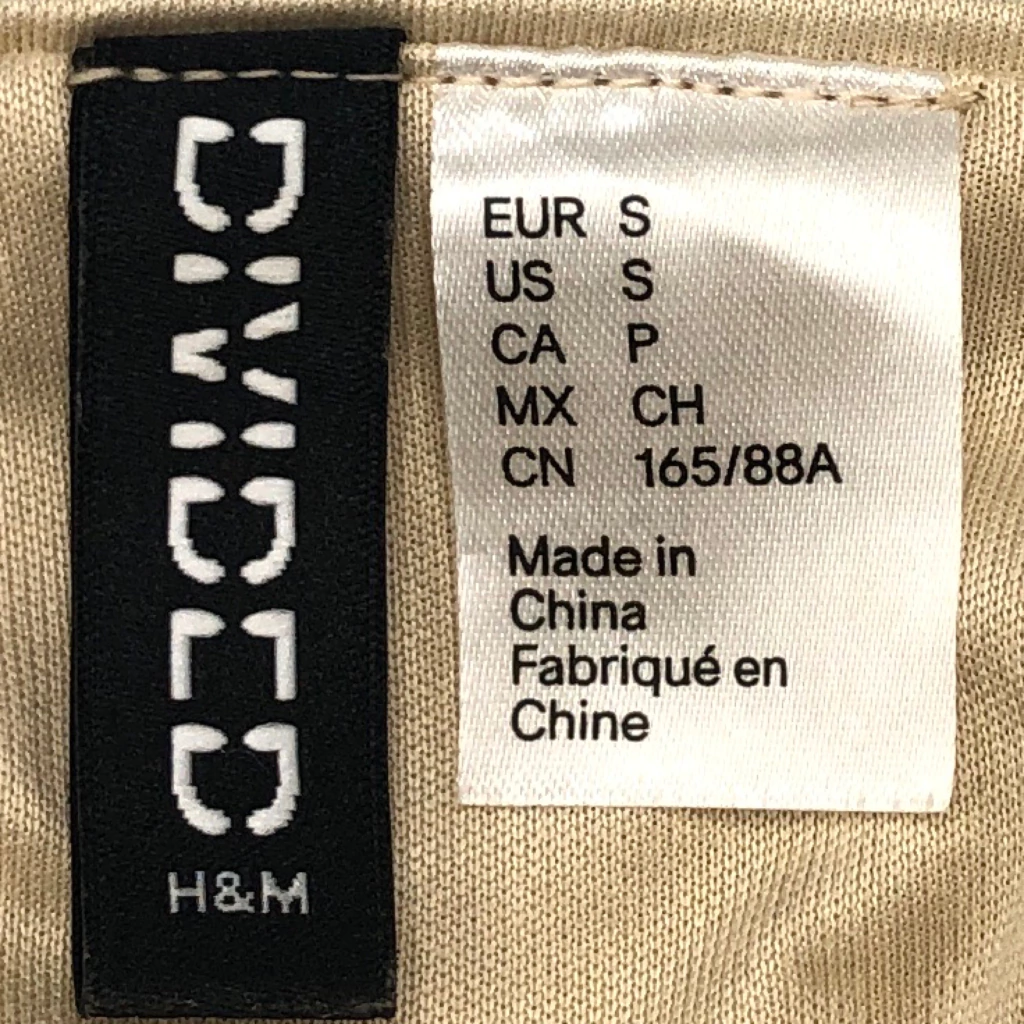 DIVIDED
H&M
EUR S
US S
CA P
MX CH
CN 165/88A
Made in
China
Fabriqué en
Chine